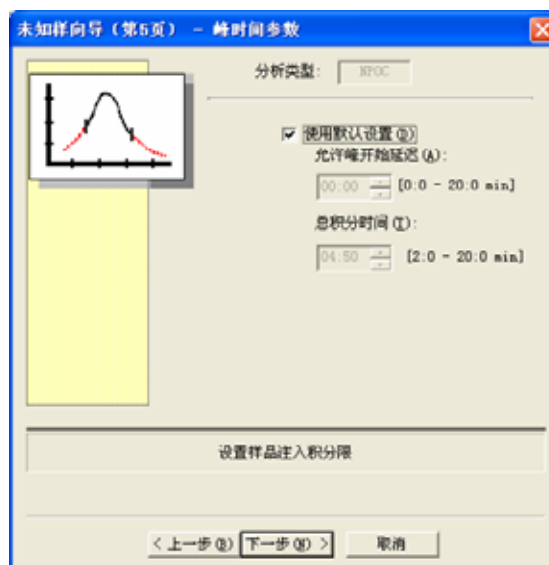 未知样向导（第5页） - 峰时间参数
分析类型： NPOC
使用默认设置(D)
允许峰开始延迟(A)：
00:00 [0:0 - 20:0 min]
总积分时间(T)：
04:50 [2:0 - 20:0 min]
设置样品注入积分限
< 上一步(B) 下一步(N) > 取消